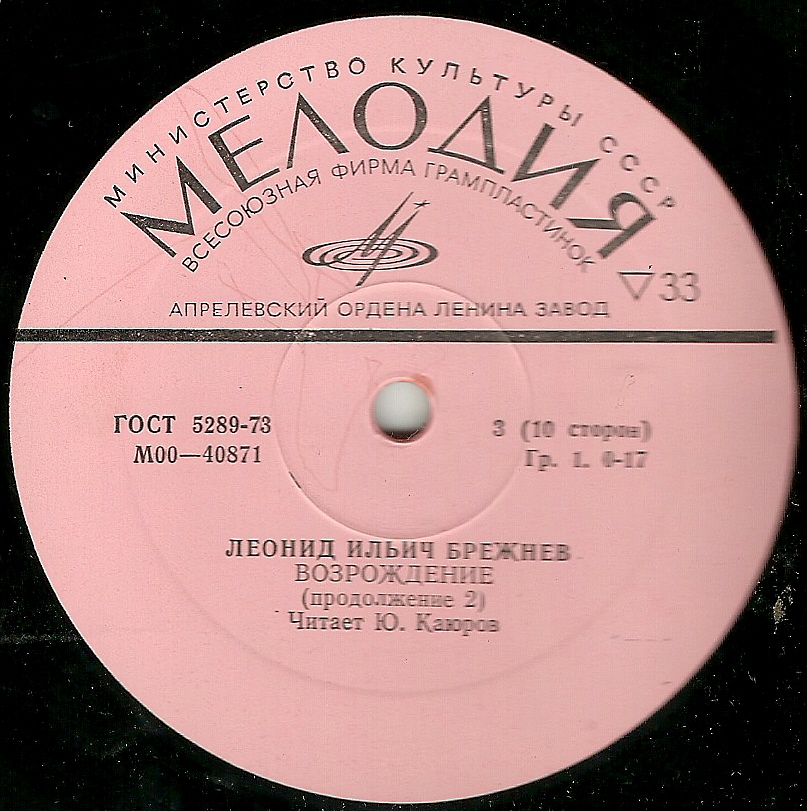 МИНИСТЕРСТВО КУЛЬТУРЫ СССР
МЕЛОДИЯ
ВСЕСОЮЗНАЯ ФИРМА ГРАМПЛАСТИНОК
33
АПРЕЛЕВСКИЙ ОРДЕНА ЛЕНИНА ЗАВОД
ГОСТ 5289-73
М00—40871
3 (10 сторон)
Гр. 1. 0-17
ЛЕОНИД ИЛЬИЧ БРЕЖНЕВ
ВОЗРОЖДЕНИЕ
(продолжение 2)
Читает Ю. Каюров